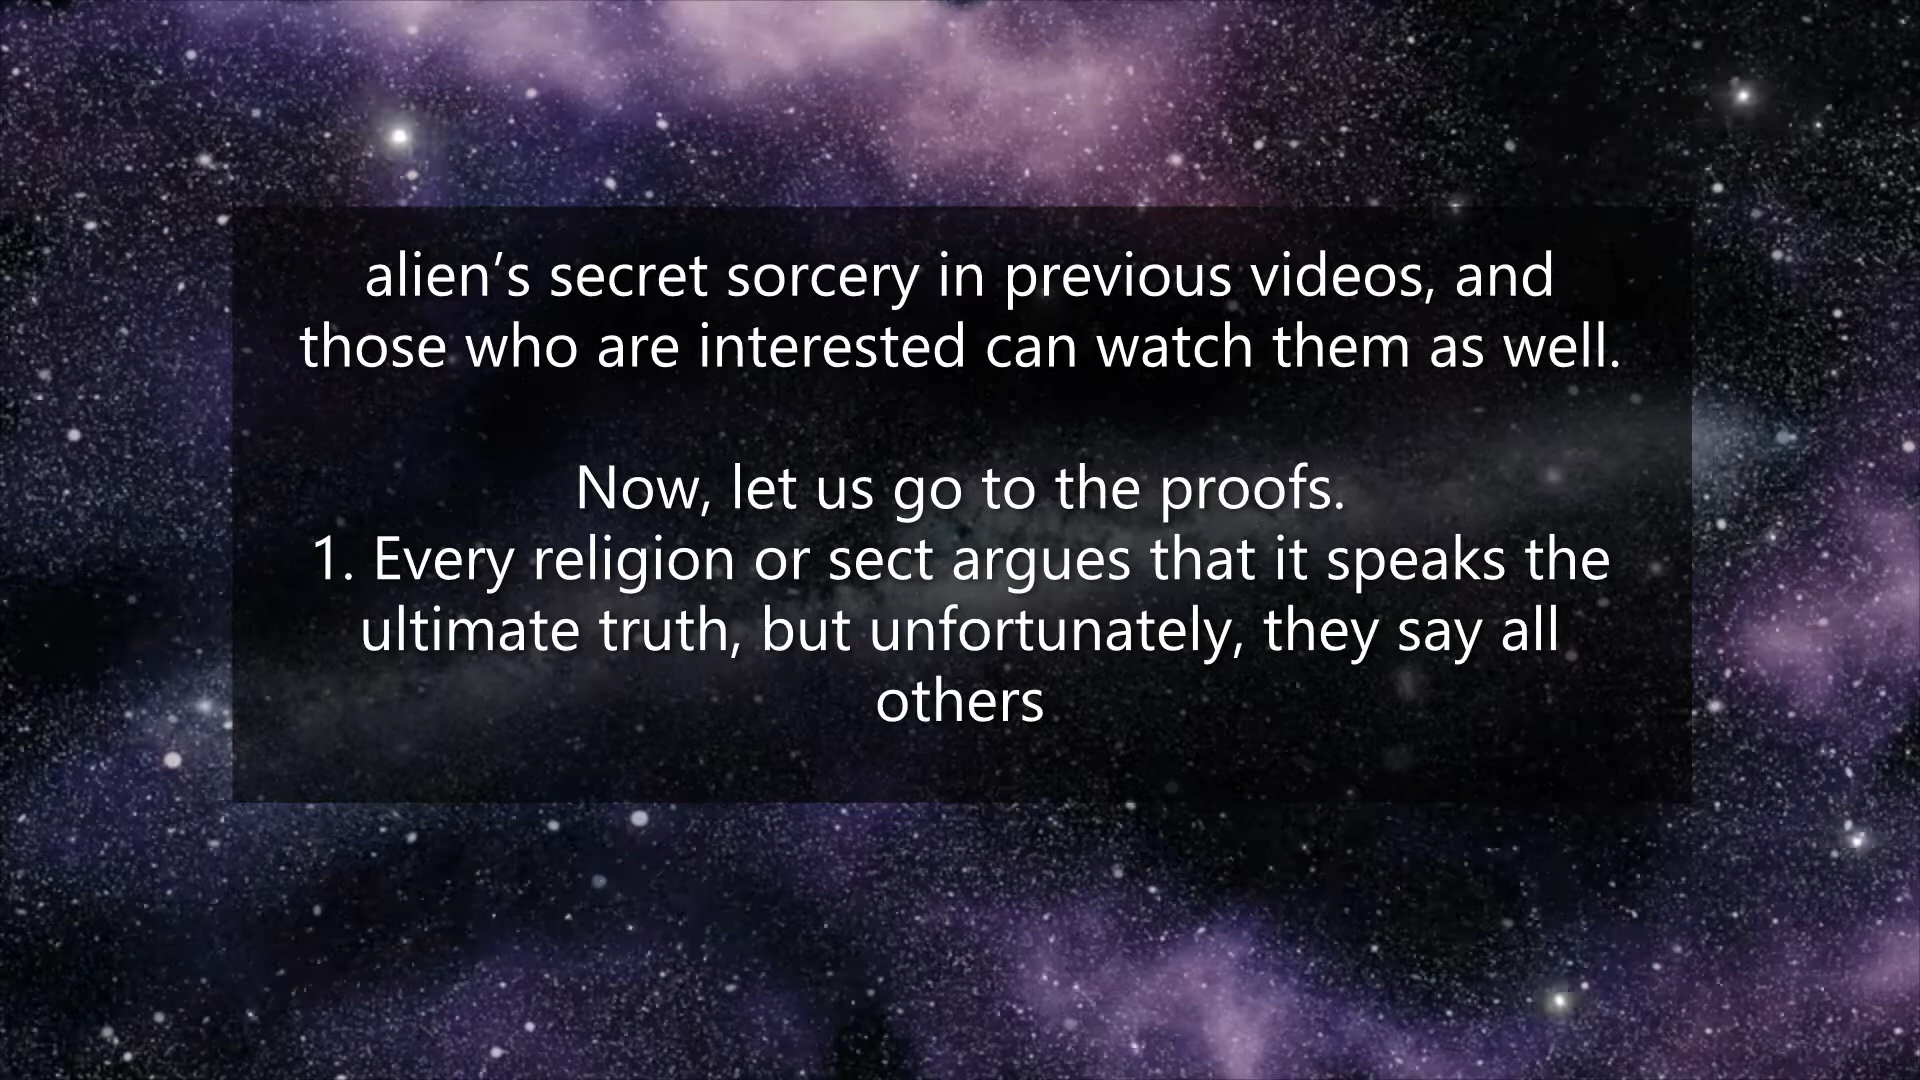 alien’s secret sorcery in previous videos, and
those who are interested can watch them as well.
Now, let us go to the proofs.
1. Every religion or sect argues that it speaks the
ultimate truth, but unfortunately, they say all
others